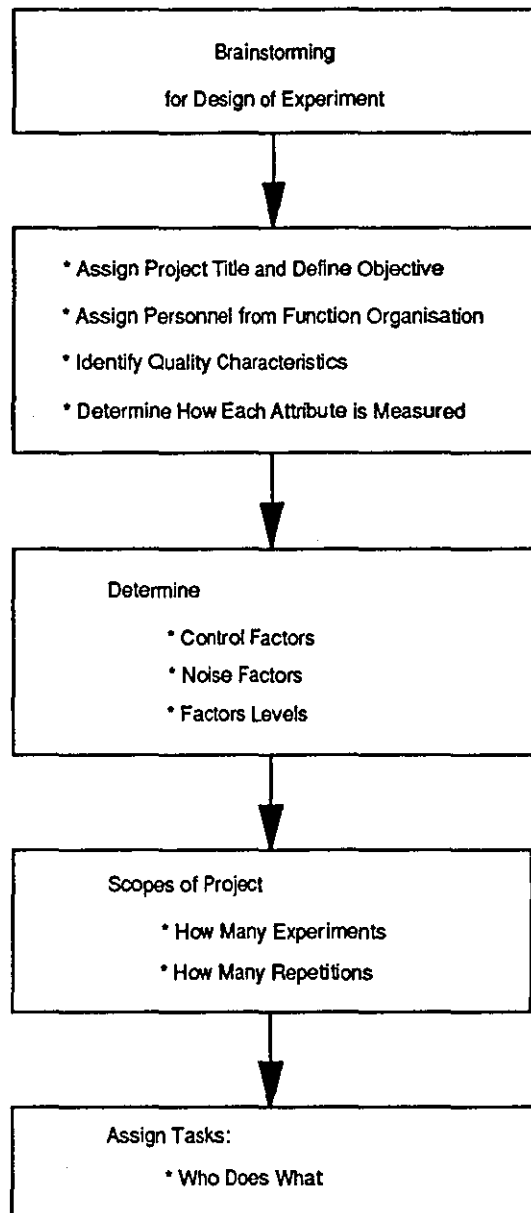 Brainstorming
for Design of Experiment
* Assign Project Title and Define Objective
* Assign Personnel from Function Organisation
* Identify Quality Characteristics
* Determine How Each Attribute is Measured
Determine
* Control Factors
* Noise Factors
* Factors Levels
Scopes of Project
* How Many Experiments
* How Many Repetitions
Assign Tasks:
* Who Does What